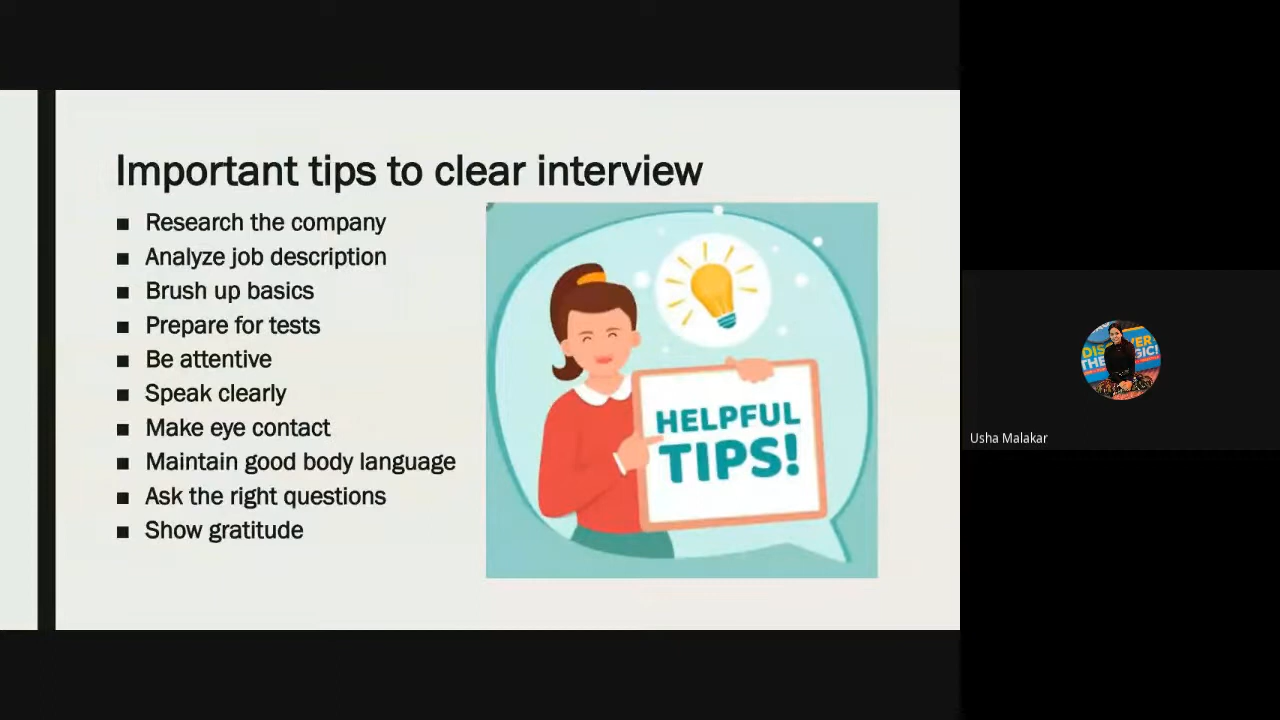 Important tips to clear interview
Research the company
Analyze job description
Brush up basics
Prepare for tests
Be attentive
Speak clearly
Make eye contact
Maintain good body language
Ask the right questions
Show gratitude
HELPFUL
TIPS!
Usha Malakar